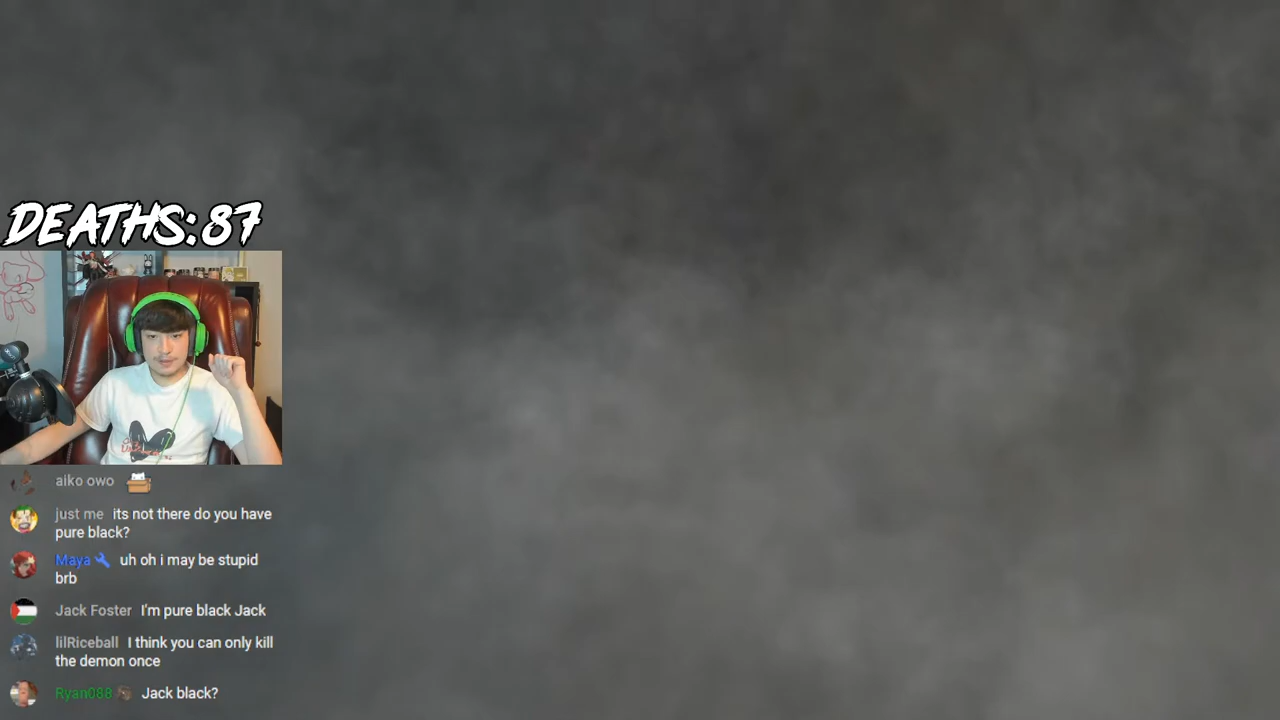 DEATHS:87
aiko owo
just me its not there do you have
pure black?
Maya uh oh i may be stupid
brb
Jack Foster I'm pure black Jack
lilRiceball I think you can only kill
the demon once
Ryan088 Jack black?